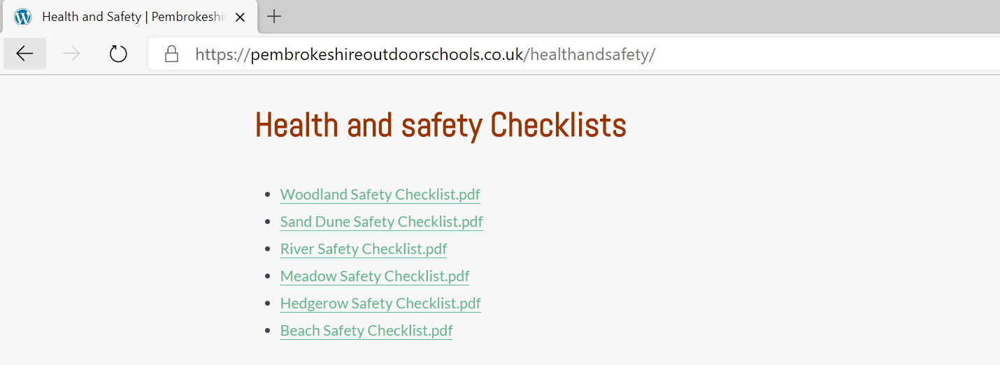 Health and Safety | Pembrokeshi
https://pembrokeshireoutdoorschools.co.uk/healthandsafety/
Health and safety Checklists
Woodland Safety Checklist.pdf
Sand Dune Safety Checklist.pdf
River Safety Checklist.pdf
Meadow Safety Checklist.pdf
Hedgerow Safety Checklist.pdf
Beach Safety Checklist.pdf